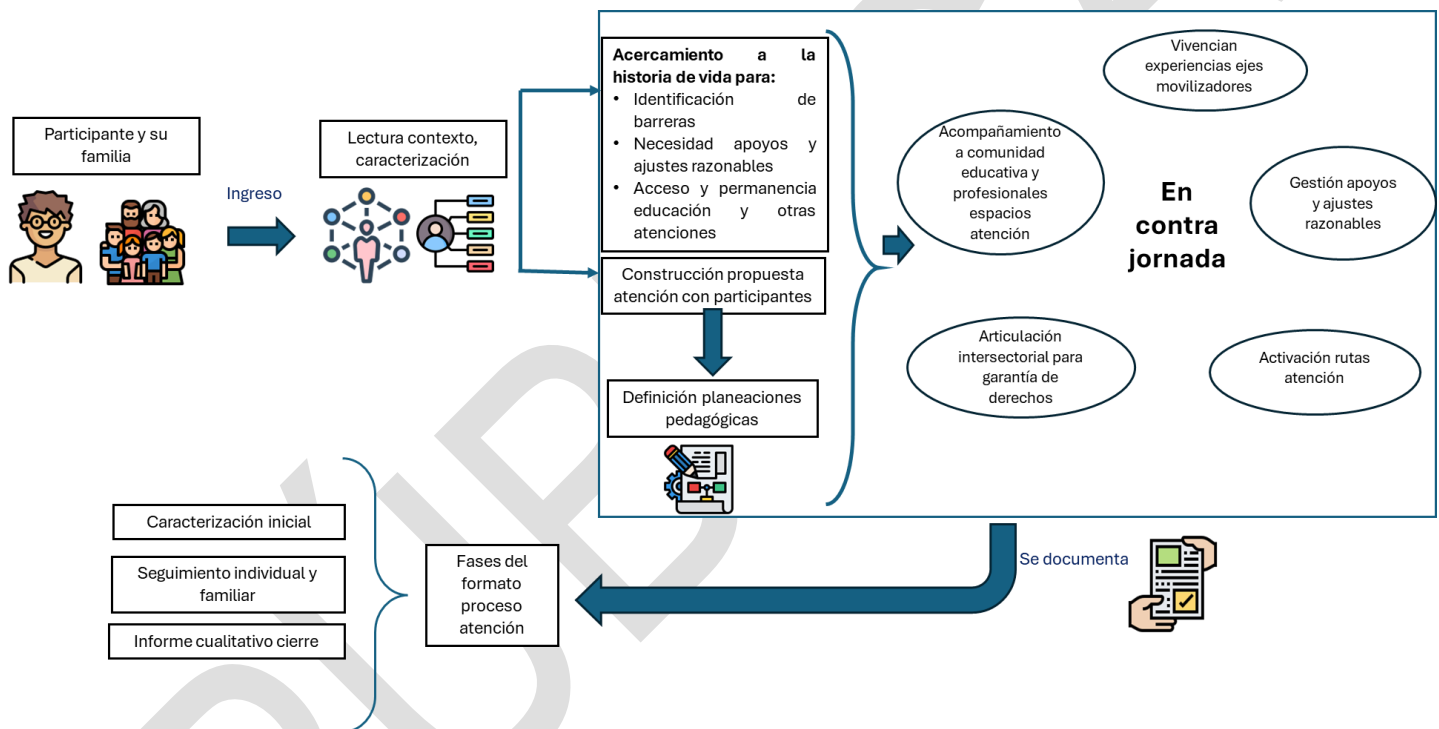 Participante y su
familia
Ingreso
Lectura contexto,
caracterización
Acercamiento a la
historia de vida para:
• Identificación de
barreras
• Necesidad apoyos y
ajustes razonables
• Acceso y permanencia
educación y otras
atenciones
Construcción propuesta
atención con participantes
Definición planeaciones
pedagógicas
Vivencian
experiencias ejes
movilizadores
Acompañamiento
a comunidad
educativa y
profesionales
espacios
atención
En
contra
jornada
Gestión apoyos
y ajustes
razonables
Articulación
intersectorial para
garantía de
derechos
Activación rutas
atención
Se documenta
Fases del
formato
proceso
atención
Caracterización inicial
Seguimiento individual y
familiar
Informe cualitativo cierre